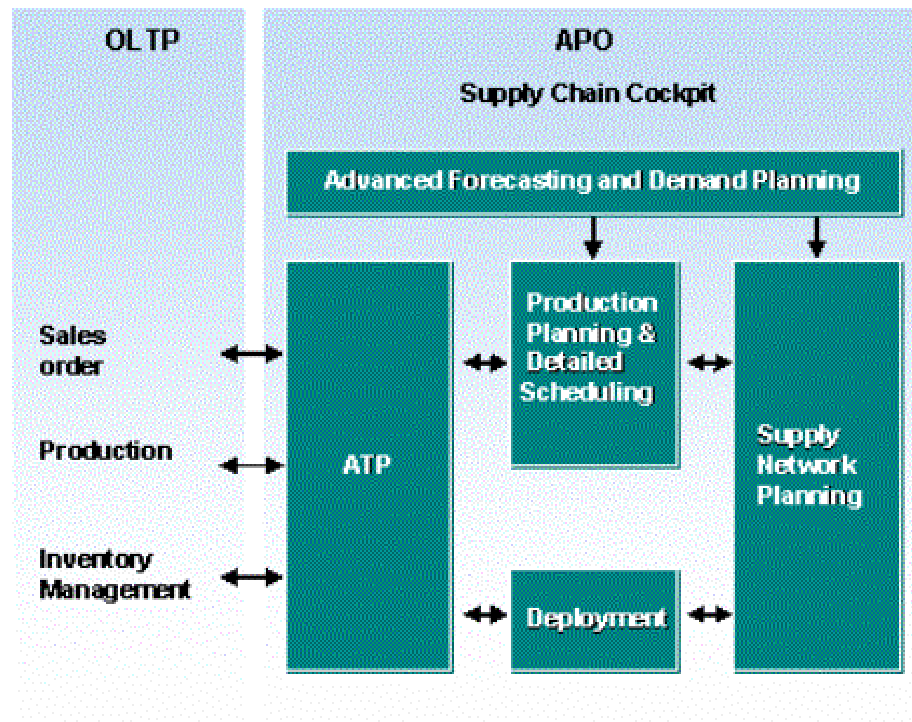 OLTP
APO
Supply Chain Cockpit
Advanced Forecasting and Demand Planning
Sales
order
Production
Inventory
Management
ATP
Production
Planning &
Detailed
Scheduling
Deployment
Supply
Network
Planning